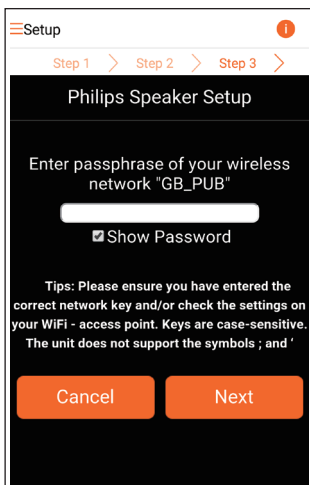 Setup
i
Step 1 Step 2 Step 3
Philips Speaker Setup
Enter passphrase of your wireless
network "GB_PUB"
Show Password
Tips: Please ensure you have entered the
correct network key and/or check the settings on
your WiFi - access point. Keys are case-sensitive.
The unit does not support the symbols ; and ‘
Cancel Next